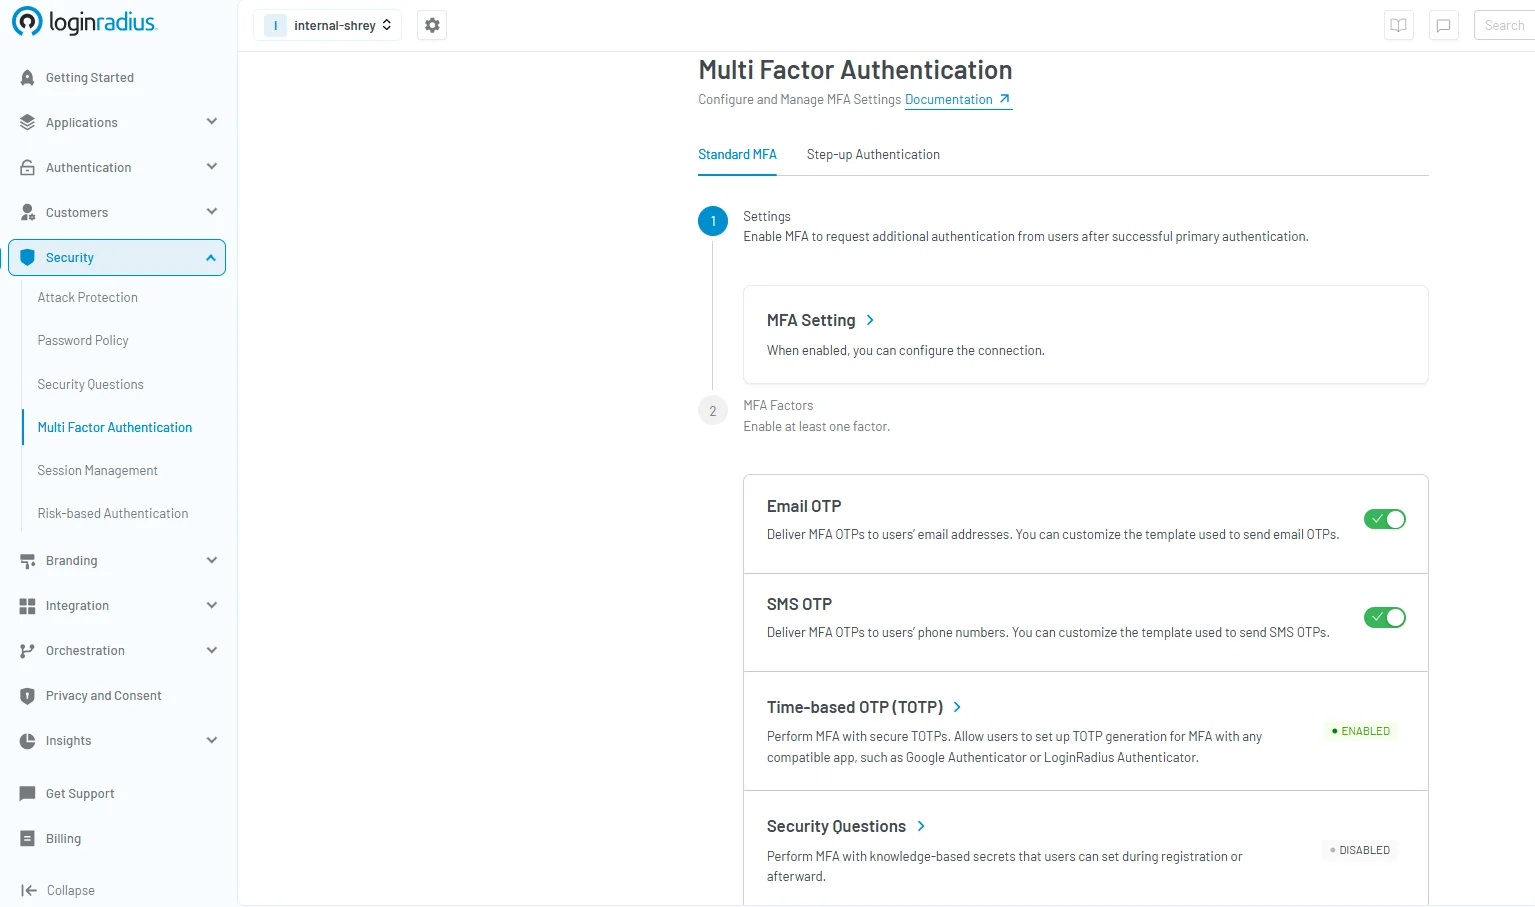 loginradius
I internal-shrey
Search
Getting Started
Applications
Authentication
Customers
Security
Attack Protection
Password Policy
Security Questions
Multi Factor Authentication
Session Management
Risk-based Authentication
Branding
Integration
Orchestration
Privacy and Consent
Insights
Get Support
Billing
Collapse
Multi Factor Authentication
Configure and Manage MFA Settings Documentation
Standard MFA Step-up Authentication
1 Settings
Enable MFA to request additional authentication from users after successful primary authentication.
MFA Setting
When enabled, you can configure the connection.
2 MFA Factors
Enable at least one factor.
Email OTP
Deliver MFA OTPs to users’ email addresses. You can customize the template used to send email OTPs.
SMS OTP
Deliver MFA OTPs to users’ phone numbers. You can customize the template used to send SMS OTPs.
Time-based OTP (TOTP)
Perform MFA with secure TOTPs. Allow users to set up TOTP generation for MFA with any
compatible app, such as Google Authenticator or LoginRadius Authenticator.
ENABLED
Security Questions
Perform MFA with knowledge-based secrets that users can set during registration or
afterward.
DISABLED